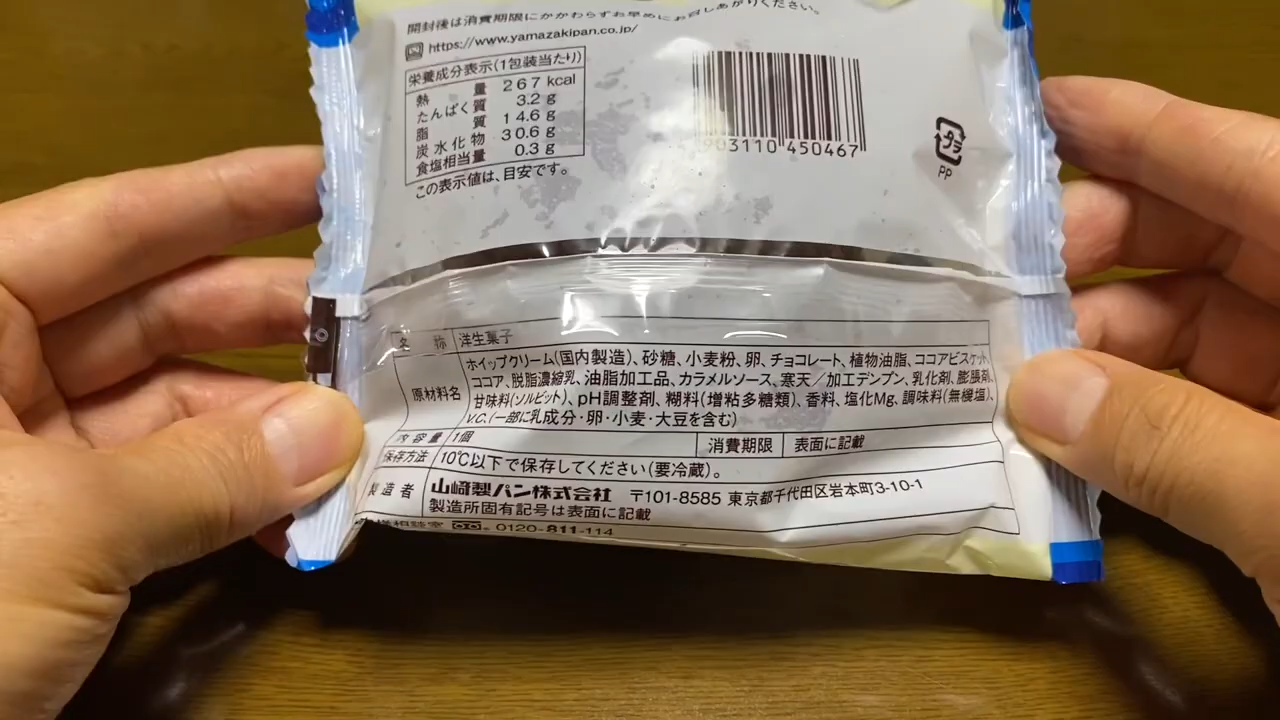 開封後は消費期限にかかわらずお早めにお召しあがりください。
https://www.yamazakipan.co.jp/
栄養成分表示(1包装当たり)
熱量 267 kcal
たんぱく質 3.2 g
脂質 14.6 g
炭水化物 30.6 g
食塩相当量 0.3 g
この表示値は、目安です。
903110 450467
プラ
PP
名称 洋生菓子
原材料名 ホイップクリーム(国内製造)、砂糖、小麦粉、卵、チョコレート、植物油脂、ココアビスケット、
ココア、脱脂濃縮乳、油脂加工品、カラメルソース、寒天/加工デンプン、乳化剤、膨脹剤、
甘味料(ソルビット)、pH調整剤、糊料(増粘多糖類)、香料、塩化Mg、調味料(無機塩)、
V.C.(一部に乳成分・卵・小麦・大豆を含む)
内容量 1個 消費期限 表面に記載
保存方法 10℃以下で保存してください(要冷蔵)。
製造者 山崎製パン株式会社 〒101-8585 東京都千代田区岩本町3-10-1
製造所固有記号は表面に記載
様相談室 0120-811-114